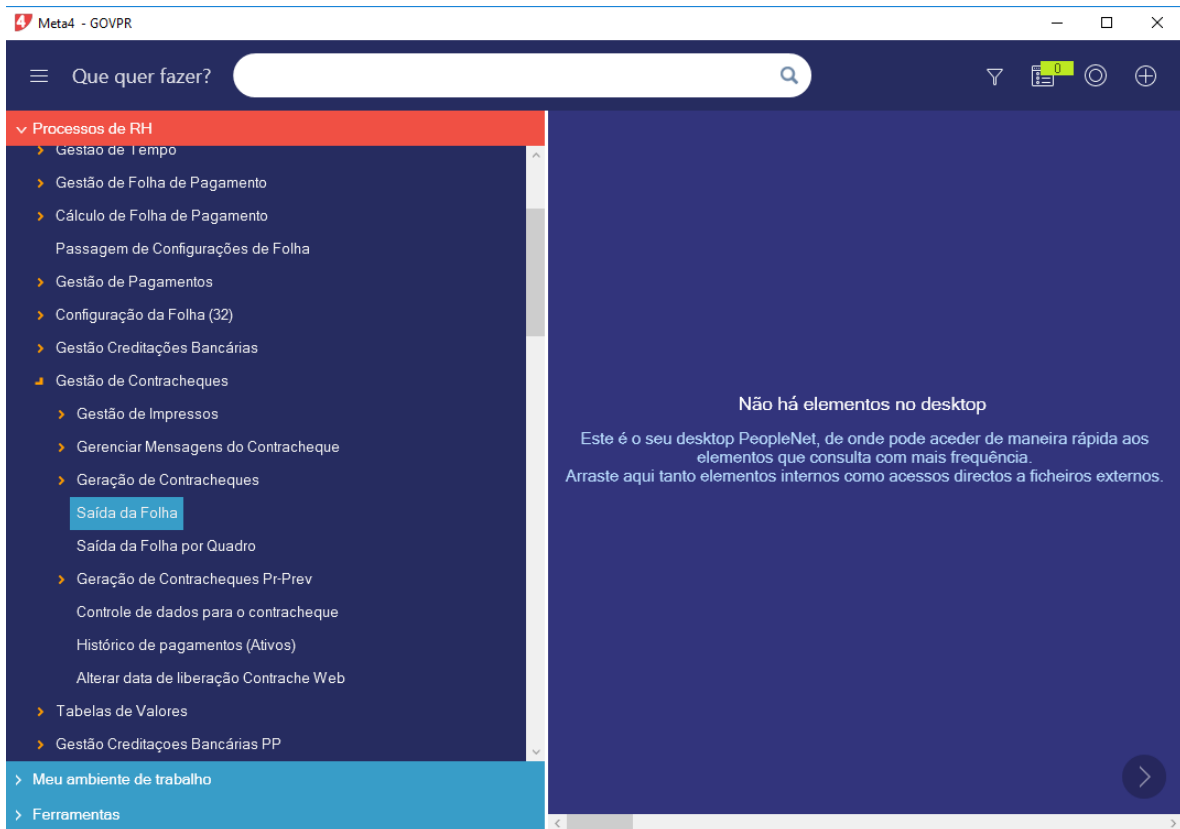 Meta4 - GOVPR
Que quer fazer?
0
Processos de RH
Gestão de Tempo
Gestão de Folha de Pagamento
Cálculo de Folha de Pagamento
Passagem de Configurações de Folha
Gestão de Pagamentos
Configuração da Folha (32)
Gestão Creditações Bancárias
Gestão de Contracheques
Gestão de Impressos
Gerenciar Mensagens do Contracheque
Geração de Contracheques
Saída da Folha
Saída da Folha por Quadro
Geração de Contracheques Pr-Prev
Controle de dados para o contracheque
Histórico de pagamentos (Ativos)
Alterar data de liberação Contrache Web
Tabelas de Valores
Gestão Creditaçoes Bancárias PP
Meu ambiente de trabalho
Ferramentas
Não há elementos no desktop
Este é o seu desktop PeopleNet, de onde pode aceder de maneira rápida aos
elementos que consulta com mais frequência.
Arraste aqui tanto elementos internos como acessos directos a ficheiros externos.